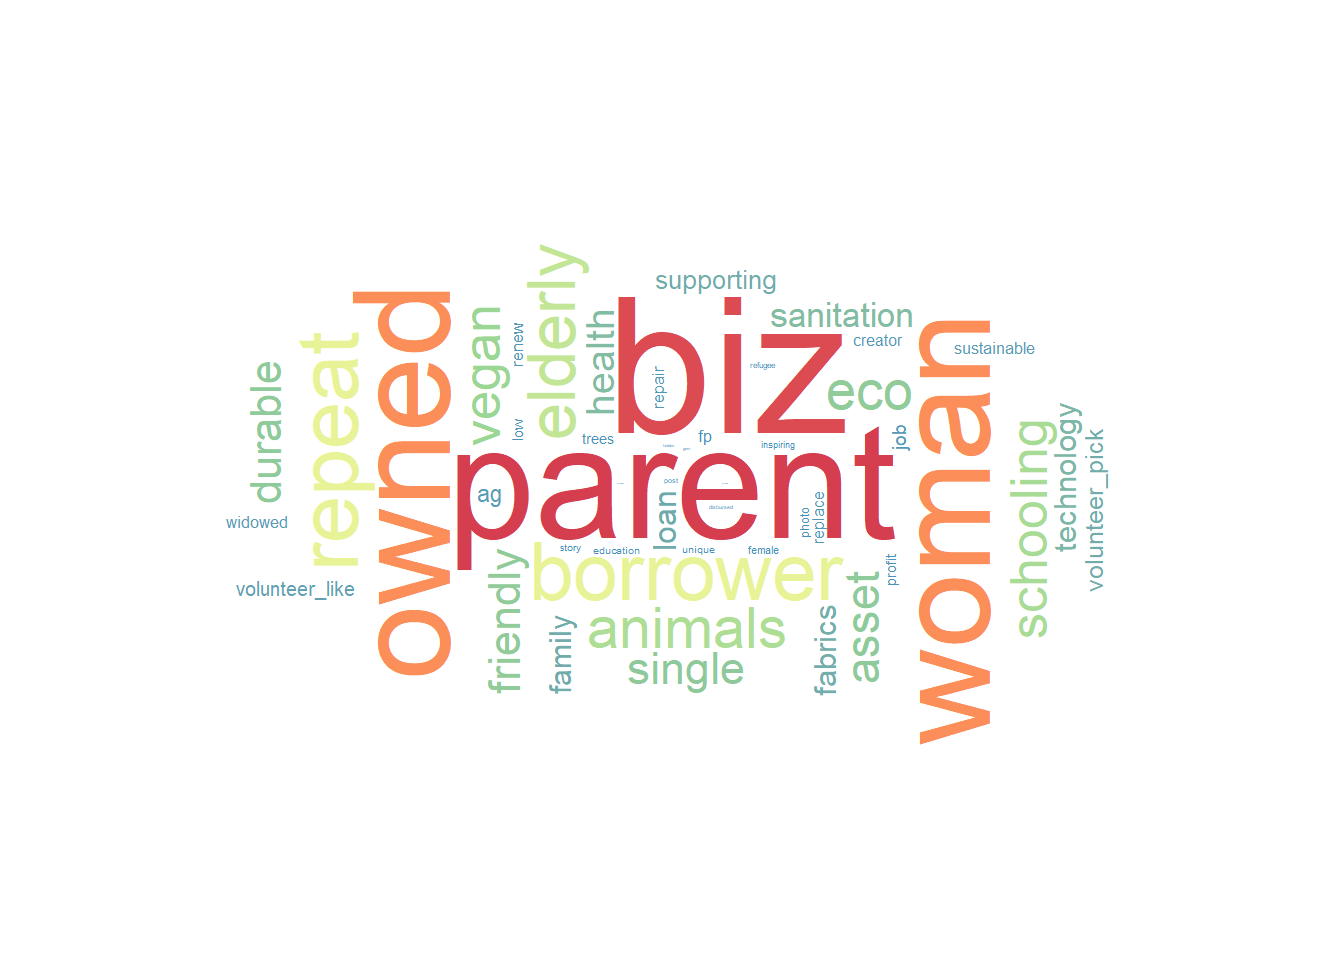 supporting
elderly
biz
owned
sanitation
vegan
health
renew
creator
woman
sustainable
repeat
durable
repair
refugee
eco
low
trees
fp
inspiring
job
parent
schooling
technology
volunteer_pick
ag
post
loan
disbursed
photo
replace
widowed
story
education
unique
female
borrower
profit
volunteer_like
friendly
family
animals
single
fabrics
asset